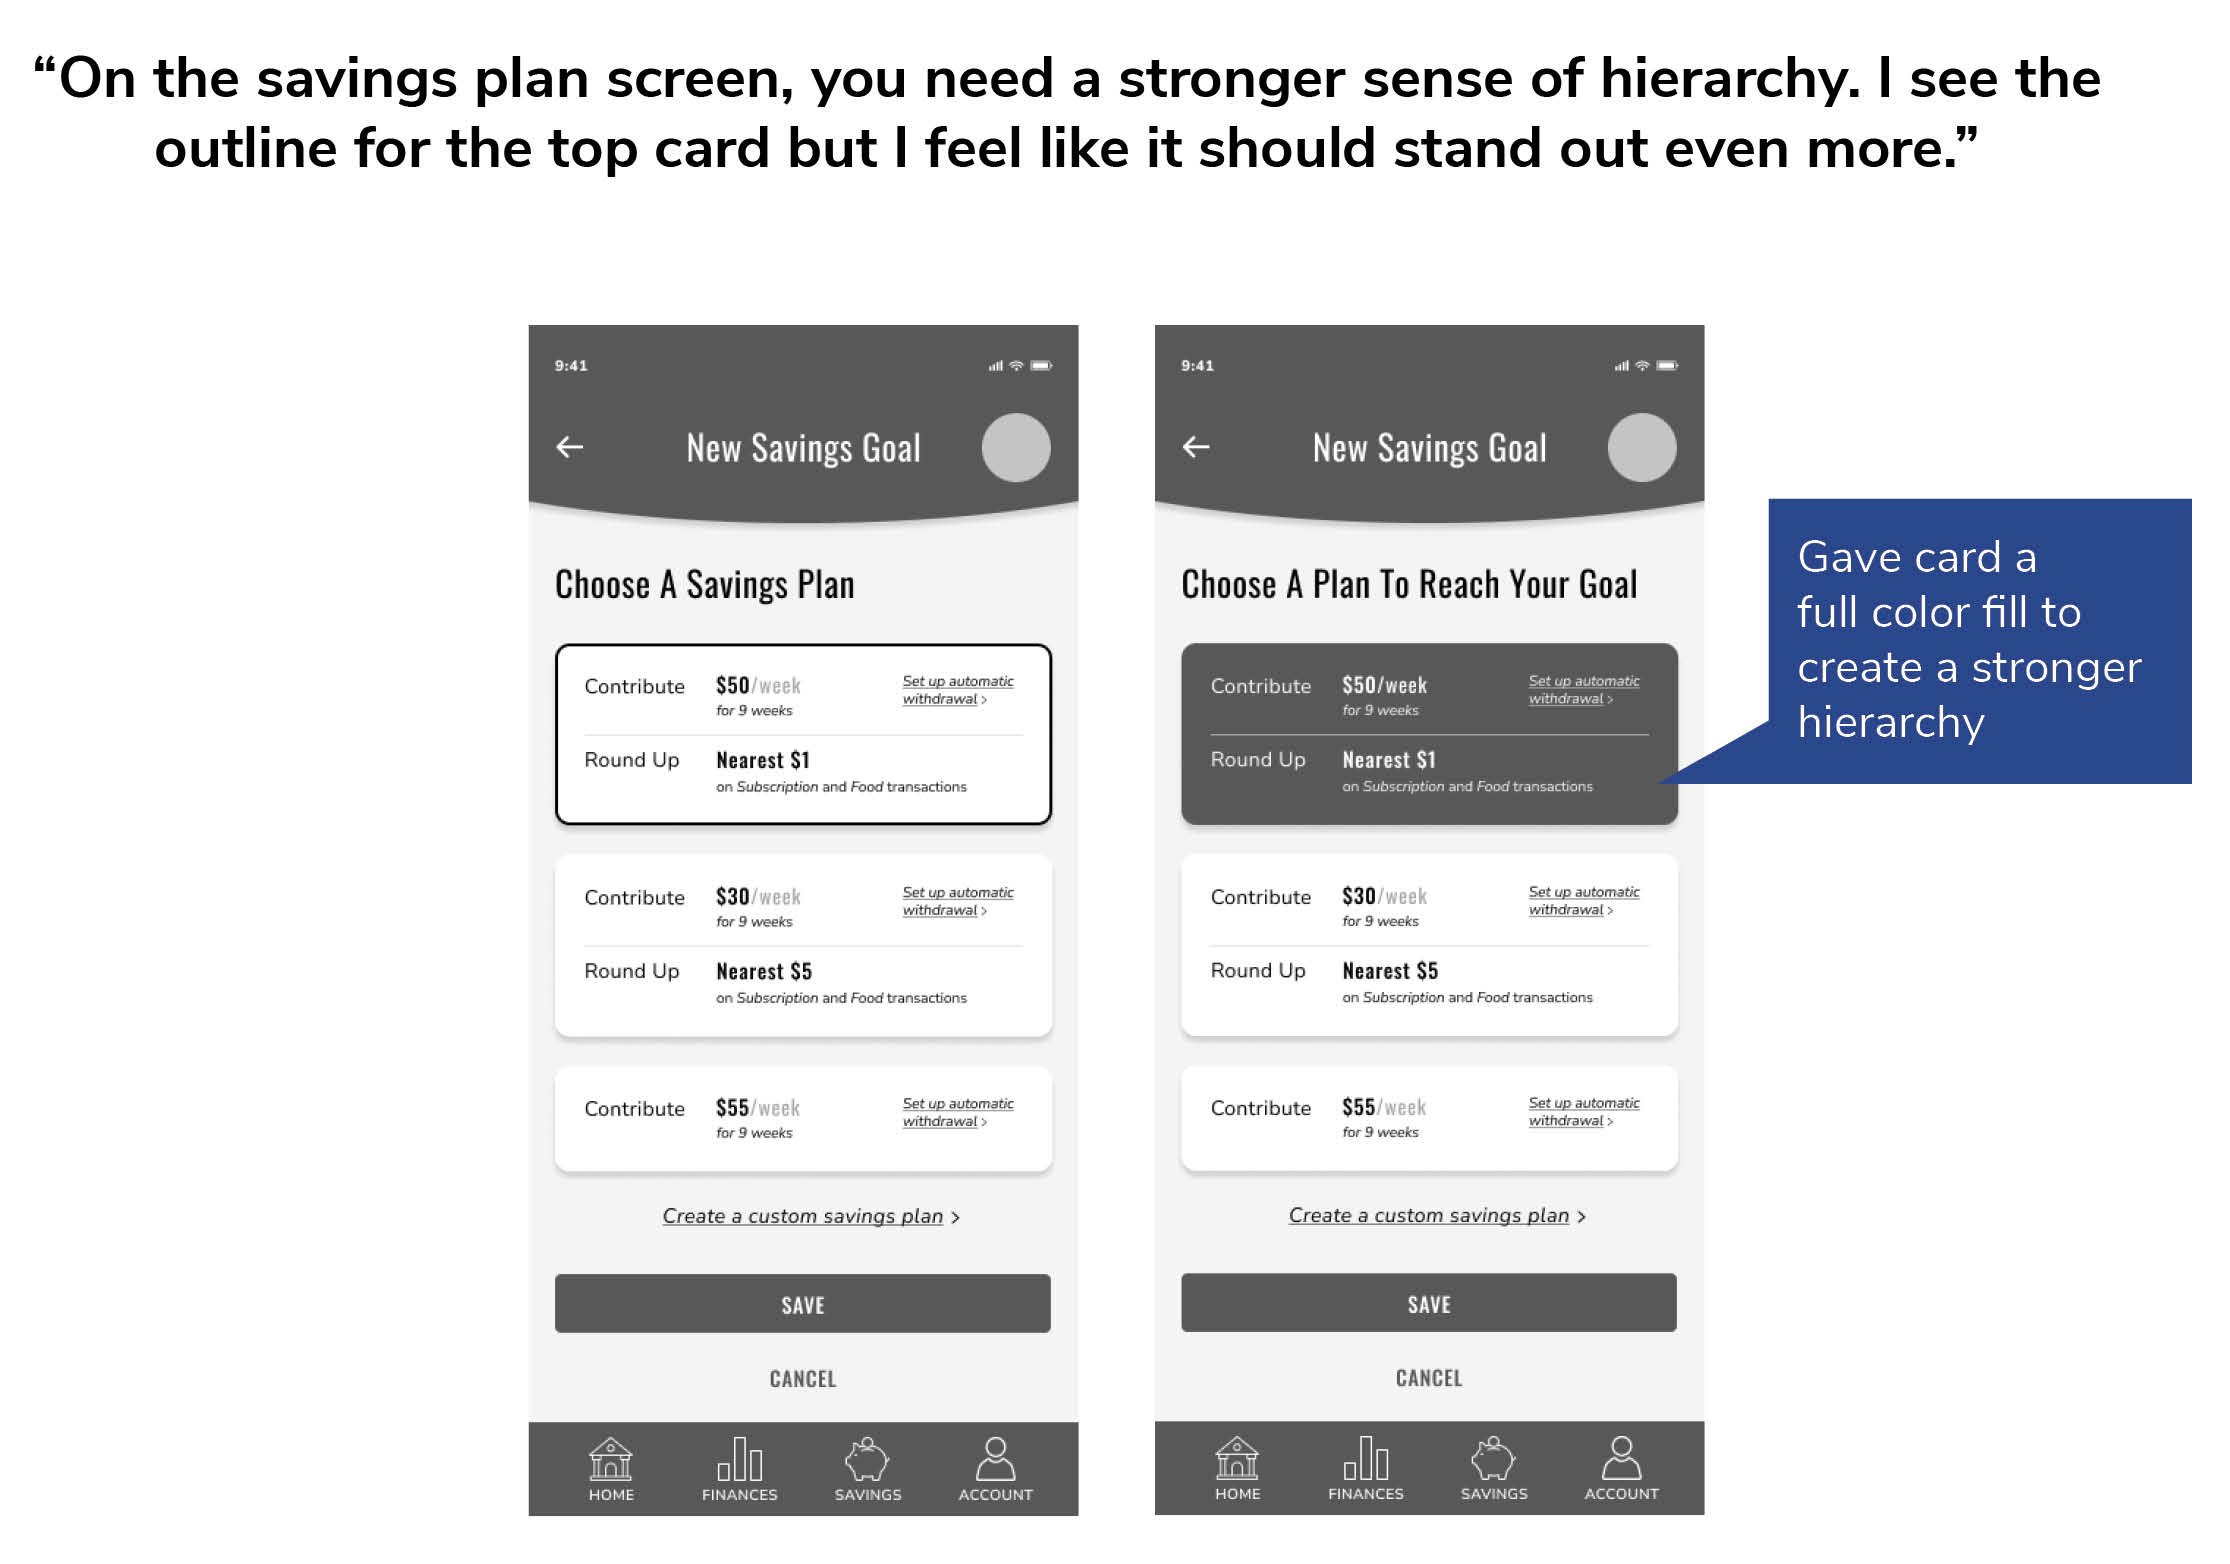 “On the savings plan screen, you need a stronger sense of hierarchy. I see the
outline for the top card but I feel like it should stand out even more.”
9:41
New Savings Goal
Choose A Savings Plan
Contribute $50/week Set up automatic
for 9 weeks withdrawal >
Round Up Nearest $1
on Subscription and Food transactions
Contribute $30/week Set up automatic
for 9 weeks withdrawal >
Round Up Nearest $5
on Subscription and Food transactions
Contribute $55/week Set up automatic
for 9 weeks withdrawal >
Create a custom savings plan >
SAVE
CANCEL
HOME FINANCES SAVINGS ACCOUNT
9:41
New Savings Goal
Choose A Plan To Reach Your Goal
Contribute $50/week Set up automatic
for 9 weeks withdrawal >
Round Up Nearest $1
on Subscription and Food transactions
Contribute $30/week Set up automatic
for 9 weeks withdrawal >
Round Up Nearest $5
on Subscription and Food transactions
Contribute $55/week Set up automatic
for 9 weeks withdrawal >
Create a custom savings plan >
SAVE
CANCEL
HOME FINANCES SAVINGS ACCOUNT
Gave card a
full color fill to
create a stronger
hierarchy